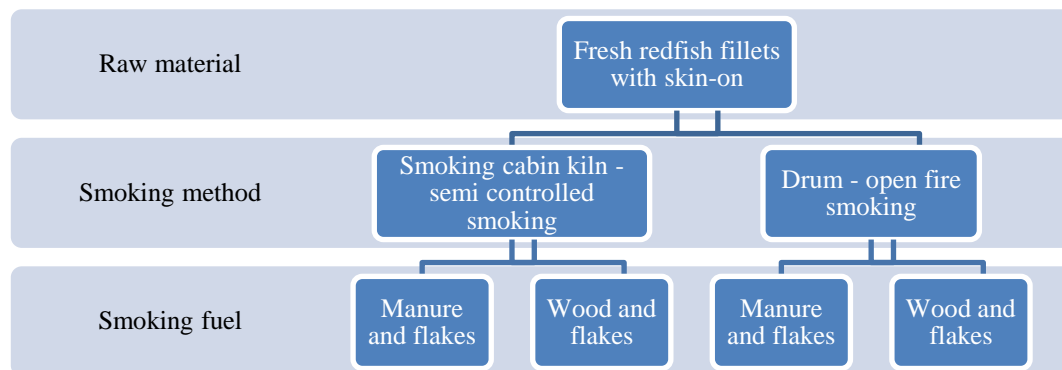 Raw material
Fresh redfish fillets
with skin-on
Smoking method
Smoking cabin kiln -
semi controlled
smoking
Drum - open fire
smoking
Smoking fuel
Manure
and flakes
Wood and
flakes
Manure
and flakes
Wood and
flakes